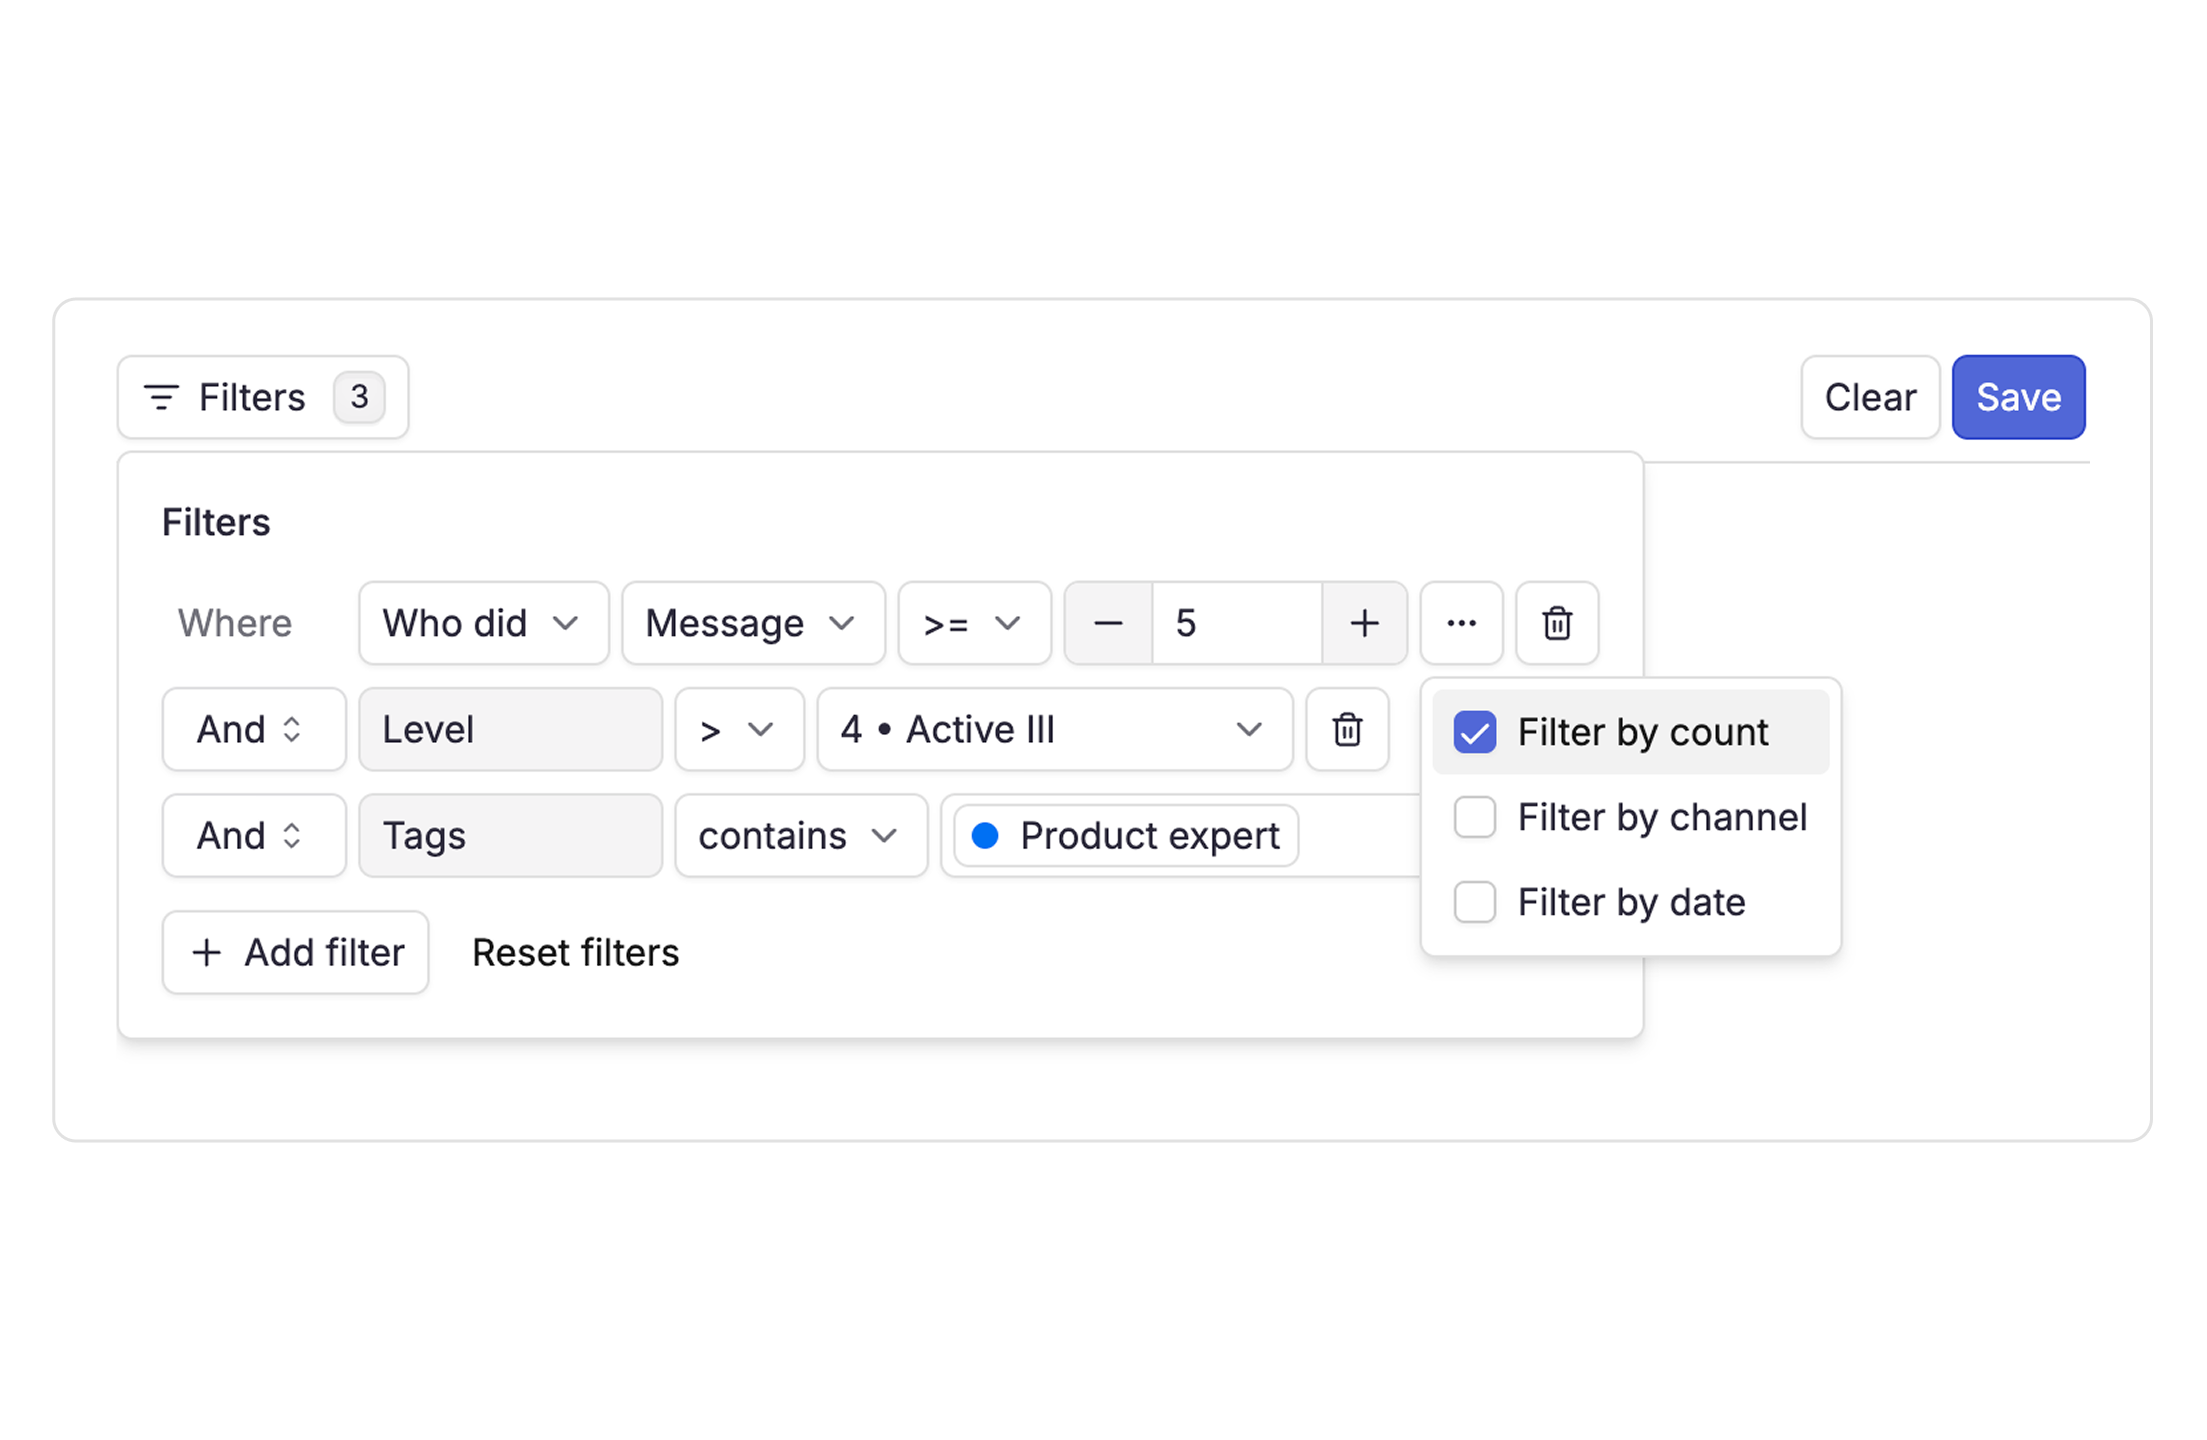 Filters 3 Clear Save
Filters
Where Who did Message >= − 5 + ...
And Level > 4 • Active III
Filter by count
And Tags contains Product expert
Filter by channel
Filter by date
+ Add filter Reset filters